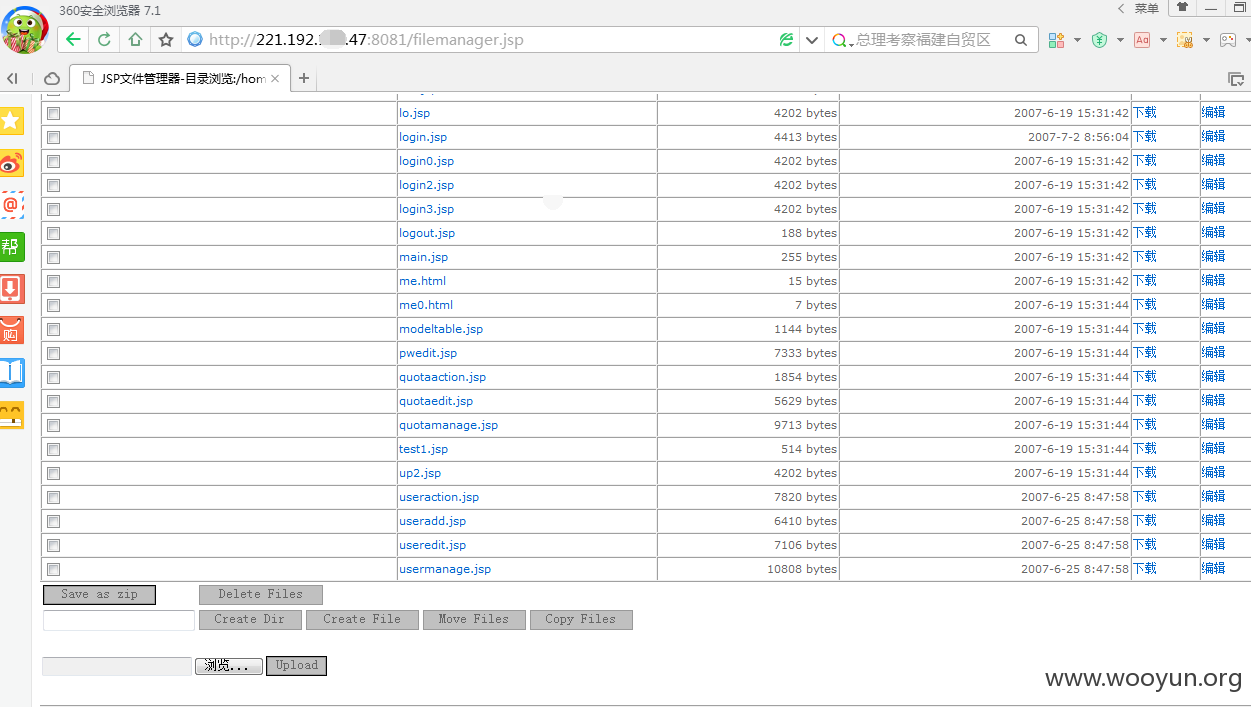 360安全浏览器 7.1
菜单
http://221.192. .47:8081/filemanager.jsp
总理考察福建自贸区
JSP文件管理器-目录浏览:/hom
lo.jsp 4202 bytes 2007-6-19 15:31:42 下载 编辑
login.jsp 4413 bytes 2007-7-2 8:56:04 下载 编辑
login0.jsp 4202 bytes 2007-6-19 15:31:42 下载 编辑
login2.jsp 4202 bytes 2007-6-19 15:31:42 下载 编辑
login3.jsp 4202 bytes 2007-6-19 15:31:42 下载 编辑
logout.jsp 188 bytes 2007-6-19 15:31:42 下载 编辑
main.jsp 255 bytes 2007-6-19 15:31:42 下载 编辑
me.html 15 bytes 2007-6-19 15:31:42 下载 编辑
me0.html 7 bytes 2007-6-19 15:31:44 下载 编辑
modeltable.jsp 1144 bytes 2007-6-19 15:31:44 下载 编辑
pwedit.jsp 7333 bytes 2007-6-19 15:31:44 下载 编辑
quotaaction.jsp 1854 bytes 2007-6-19 15:31:44 下载 编辑
quotaedit.jsp 5629 bytes 2007-6-19 15:31:44 下载 编辑
quotamanage.jsp 9713 bytes 2007-6-19 15:31:44 下载 编辑
test1.jsp 514 bytes 2007-6-19 15:31:44 下载 编辑
up2.jsp 4202 bytes 2007-6-19 15:31:44 下载 编辑
useraction.jsp 7820 bytes 2007-6-25 8:47:58 下载 编辑
useradd.jsp 6410 bytes 2007-6-25 8:47:58 下载 编辑
useredit.jsp 7106 bytes 2007-6-25 8:47:58 下载 编辑
usermanage.jsp 10808 bytes 2007-6-25 8:47:58 下载 编辑
帮
购
Save as zip Delete Files
Create Dir Create File Move Files Copy Files
浏览... Upload
www.wooyun.org